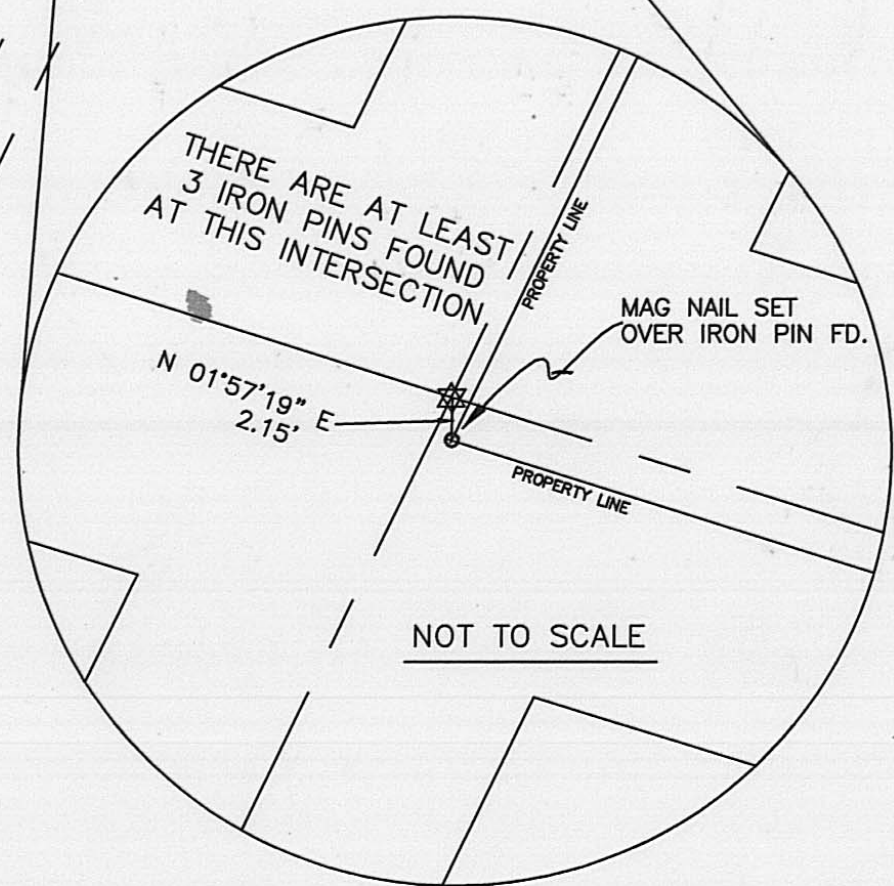 THERE ARE AT LEAST
3 IRON PINS FOUND
AT THIS INTERSECTION
PROPERTY LINE
MAG NAIL SET
OVER IRON PIN FD.
N 01°57'19" E
2.15'
PROPERTY LINE
NOT TO SCALE